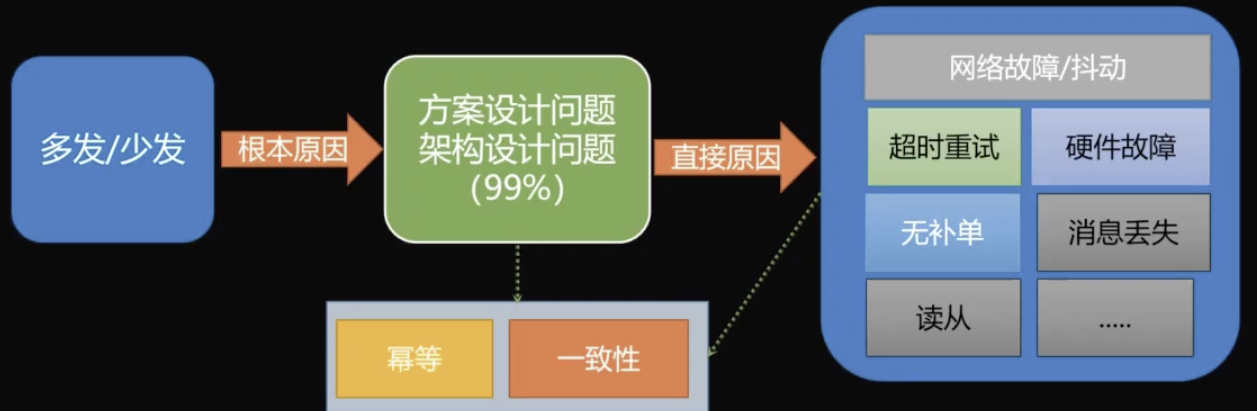 多发/少发
根本原因
方案设计问题
架构设计问题
（99%）
直接原因
网络故障/抖动
超时重试
硬件故障
无补单
消息丢失
读从
.....
幂等
一致性